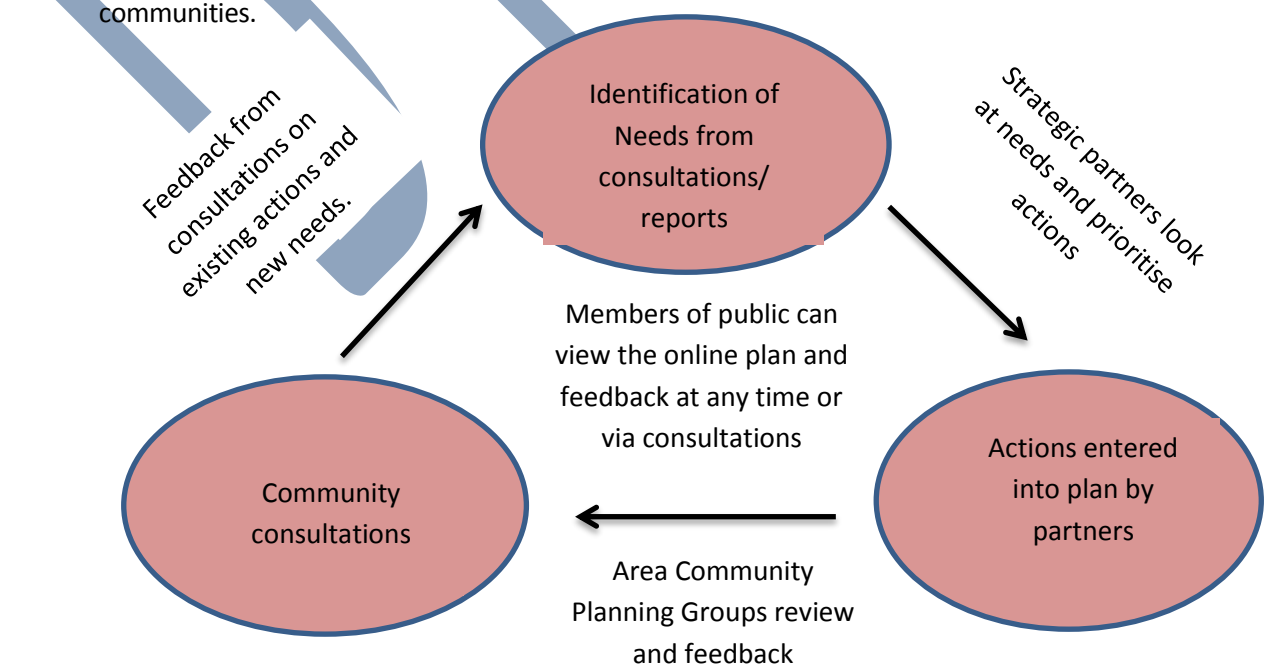 communities.
Identification of
Needs from
consultations/
reports
Feedback from
consultations on
existing actions and
new needs.
Strategic partners look
at needs and prioritise
actions
Members of public can
view the online plan and
feedback at any time or
via consultations
Community
consultations
Actions entered
into plan by
partners
Area Community
Planning Groups review
and feedback